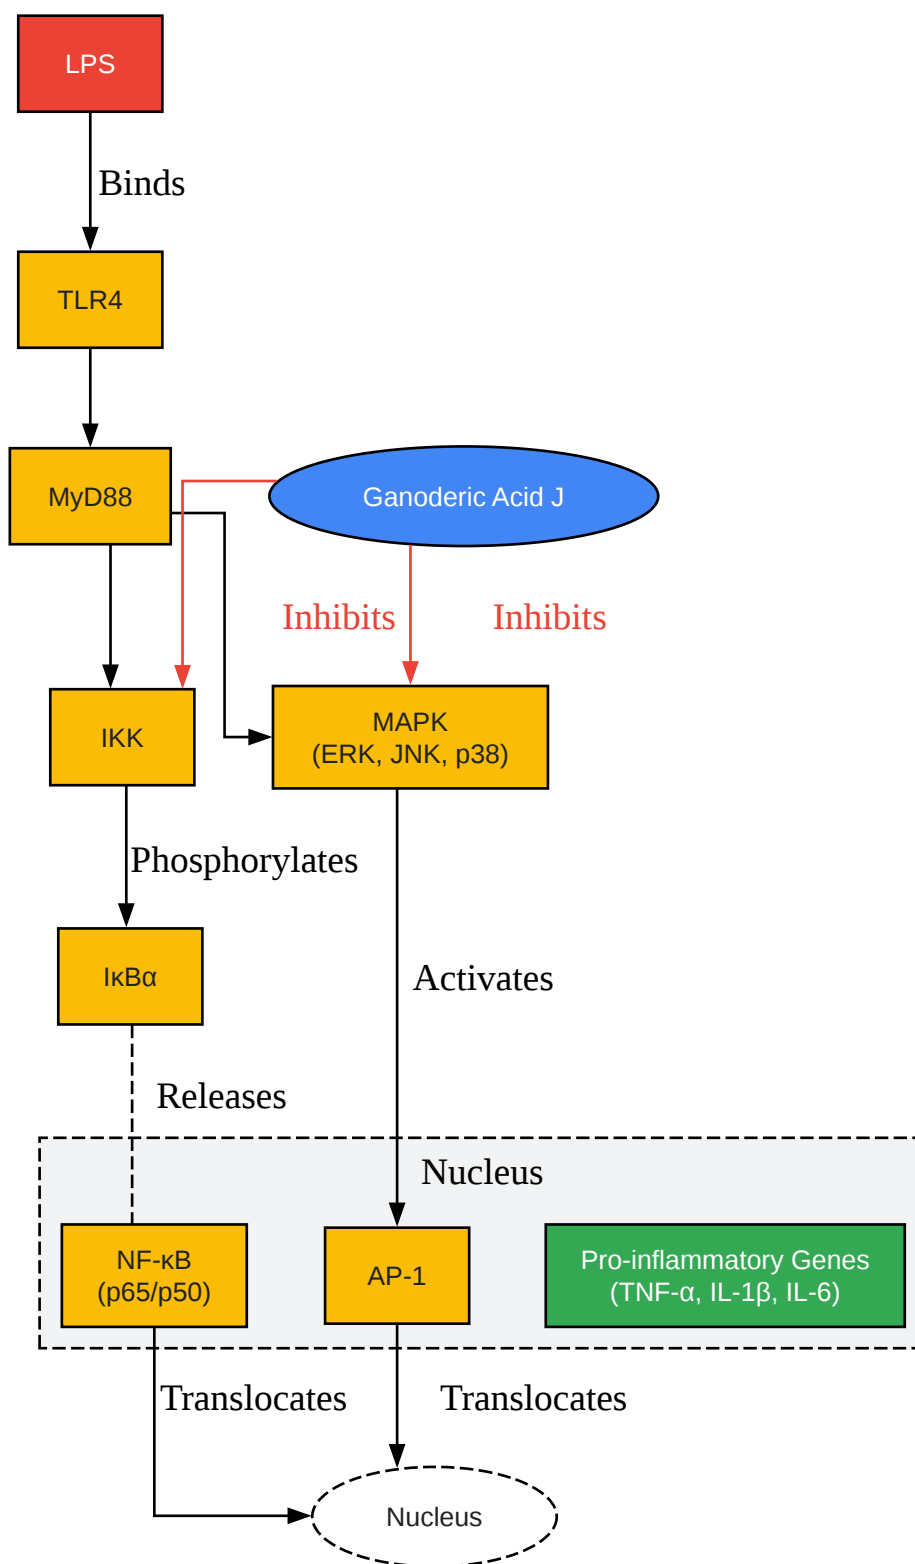 LPS
Binds
TLR4
MyD88
Ganoderic Acid J
Inhibits
Inhibits
IKK
MAPK
(ERK, JNK, p38)
Phosphorylates
IκBα
Activates
Releases
Nucleus
NF-κB
(p65/p50)
AP-1
Pro-inflammatory Genes
(TNF-α, IL-1β, IL-6)
Translocates
Translocates
Nucleus